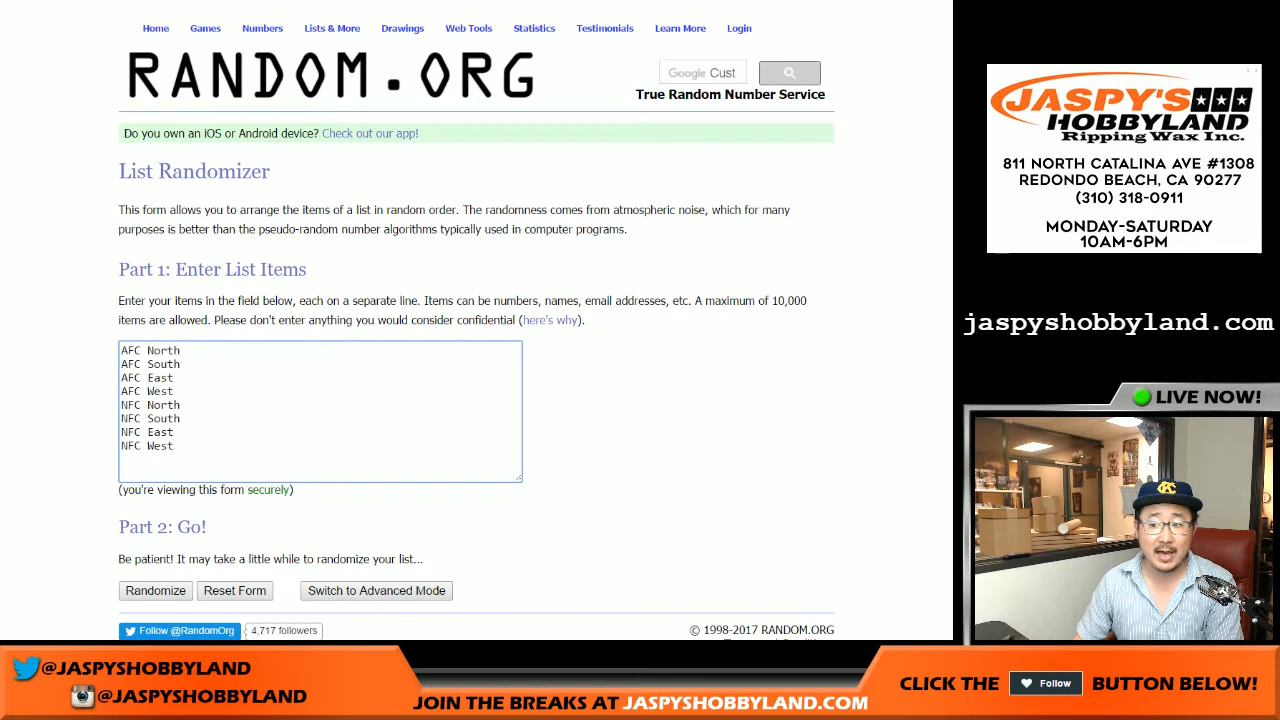 Home Games Numbers Lists & More Drawings Web Tools Statistics Testimonials Learn More Login
RANDOM.ORG
Google Cust
True Random Number Service
Do you own an iOS or Android device? Check out our app!
List Randomizer
This form allows you to arrange the items of a list in random order. The randomness comes from atmospheric noise, which for many
purposes is better than the pseudo-random number algorithms typically used in computer programs.
Part 1: Enter List Items
Enter your items in the field below, each on a separate line. Items can be numbers, names, email addresses, etc. A maximum of 10,000
items are allowed. Please don't enter anything you would consider confidential (here's why).
AFC North
AFC South
AFC East
AFC West
NFC North
NFC South
NFC East
NFC West
(you're viewing this form securely)
Part 2: Go!
Be patient! It may take a little while to randomize your list...
Randomize Reset Form Switch to Advanced Mode
Follow @RandomOrg 4,717 followers
© 1998-2017 RANDOM.ORG
JASPY'S
HOBBYLAND
Ripping Wax Inc.
811 NORTH CATALINA AVE #1308
REDONDO BEACH, CA 90277
(310) 318-0911
MONDAY-SATURDAY
10AM-6PM
jaspyshobbyland.com
LIVE NOW!
KC
@JASPYSHOBBYLAND
@JASPYSHOBBYLAND
JOIN THE BREAKS AT JASPYSHOBBYLAND.COM
CLICK THE Follow BUTTON BELOW!